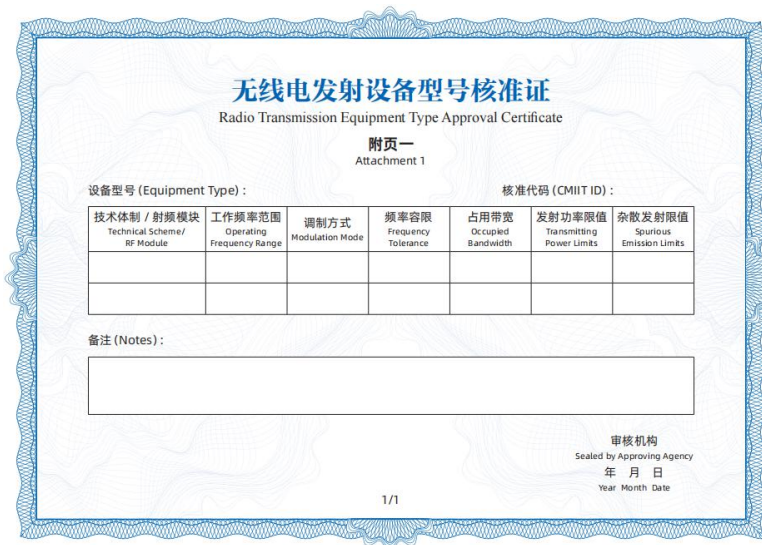 无线电发射设备型号核准证
Radio Transmission Equipment Type Approval Certificate
附页一
Attachment 1
设备型号 (Equipment Type) : 核准代码 (CMIIT ID) :
技术体制 / 射频模块
Technical Scheme/
RF Module
工作频率范围
Operating
Frequency Range
调制方式
Modulation Mode
频率容限
Frequency
Tolerance
占用带宽
Occupied
Bandwidth
发射功率限值
Transmitting
Power Limits
杂散发射限值
Spurious
Emission Limits
备注 (Notes) :
审核机构
Sealed by Approving Agency
年 月 日
Year Month Date
1/1